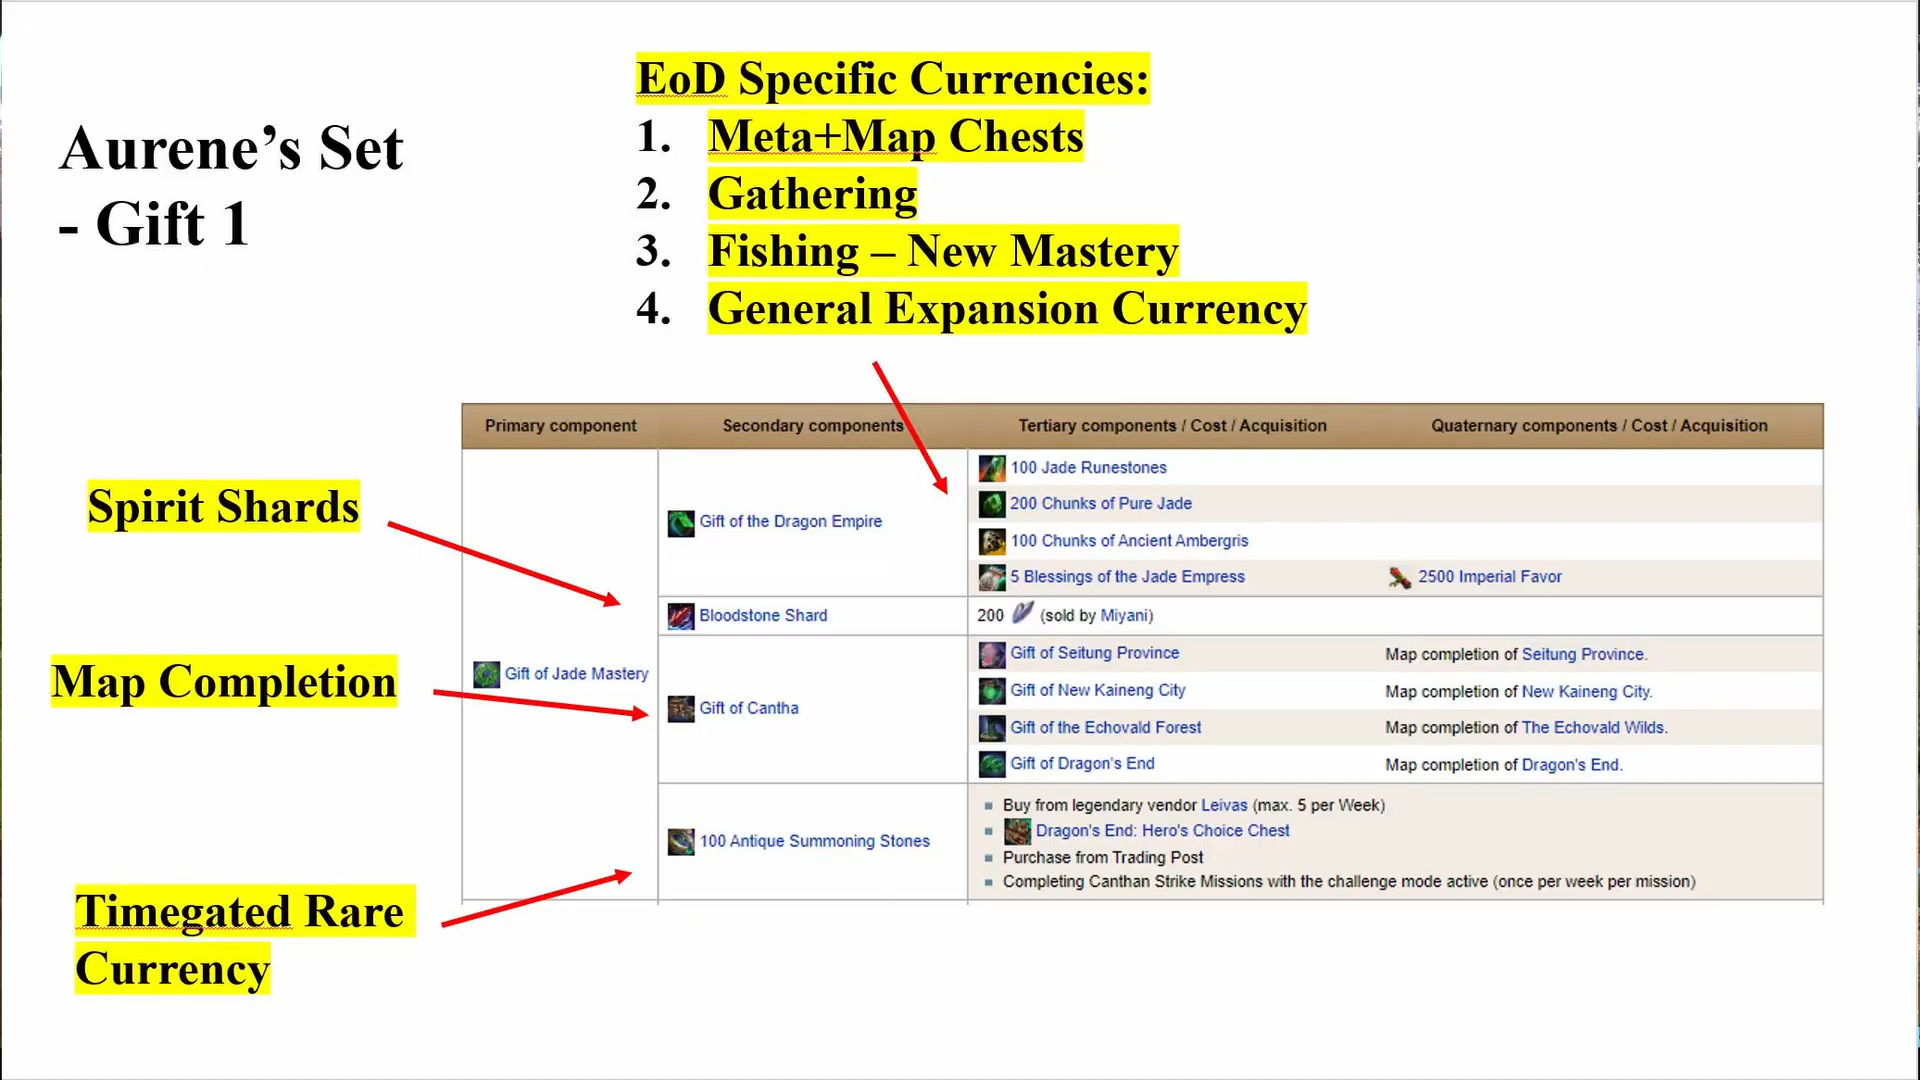 Aurene's Set
- Gift 1
EoD Specific Currencies:
1. Meta+Map Chests
2. Gathering
3. Fishing – New Mastery
4. General Expansion Currency
Spirit Shards
Map Completion
Timegated Rare
Currency
Primary component Secondary components Tertiary components / Cost / Acquisition Quaternary components / Cost / Acquisition
Gift of Jade Mastery
Gift of the Dragon Empire
100 Jade Runestones
200 Chunks of Pure Jade
100 Chunks of Ancient Ambergris
5 Blessings of the Jade Empress 2500 Imperial Favor
Bloodstone Shard 200 (sold by Miyani)
Gift of Cantha
Gift of Seitung Province Map completion of Seitung Province.
Gift of New Kaineng City Map completion of New Kaineng City.
Gift of the Echovald Forest Map completion of The Echovald Wilds.
Gift of Dragon's End Map completion of Dragon's End.
100 Antique Summoning Stones
Buy from legendary vendor Leivas (max. 5 per Week)
Dragon's End: Hero's Choice Chest
Purchase from Trading Post
Completing Canthan Strike Missions with the challenge mode active (once per week per mission)